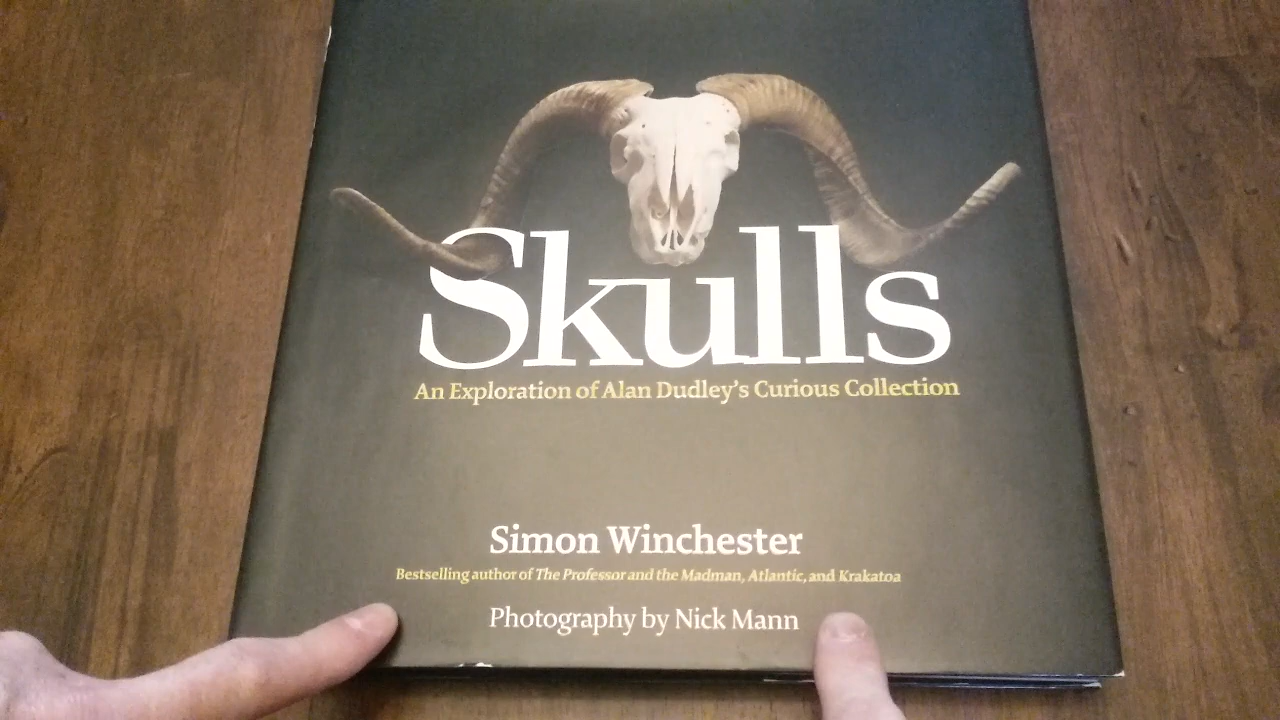 Skulls
An Exploration of Alan Dudley's Curious Collection
Simon Winchester
Bestselling author of The Professor and the Madman, Atlantic, and Krakatoa
Photography by Nick Mann